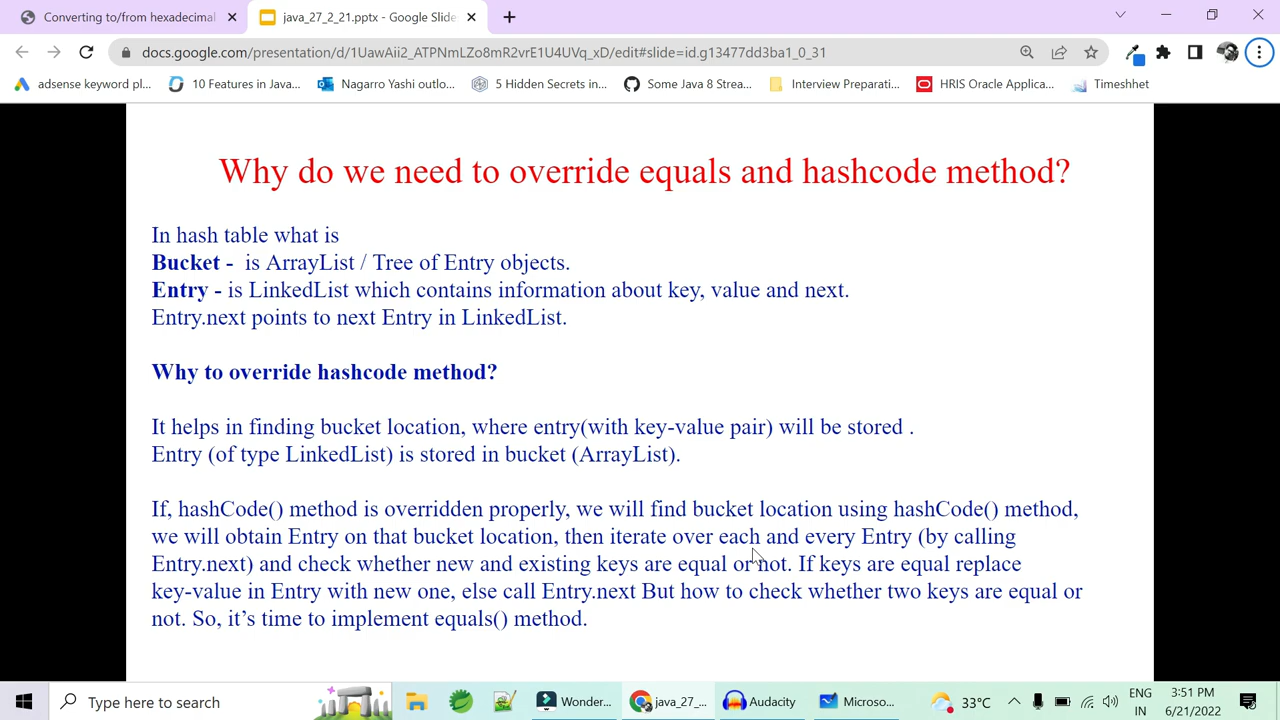 Converting to/from hexadecimal
java_27_2_21.pptx - Google Slide
docs.google.com/presentation/d/1UawAii2_ATPNmLZo8mR2vrE1U4UVq_xD/edit#slide=id.g13477dd3ba1_0_31
adsense keyword pl... 10 Features in Java... Nagarro Yashi outlo... 5 Hidden Secrets in... Some Java 8 Strea... Interview Preparati... HRIS Oracle Applica... Timeshhet
Why do we need to override equals and hashcode method?
In hash table what is
Bucket - is ArrayList / Tree of Entry objects.
Entry - is LinkedList which contains information about key, value and next.
Entry.next points to next Entry in LinkedList.
Why to override hashcode method?
It helps in finding bucket location, where entry(with key-value pair) will be stored .
Entry (of type LinkedList) is stored in bucket (ArrayList).
If, hashCode() method is overridden properly, we will find bucket location using hashCode() method,
we will obtain Entry on that bucket location, then iterate over each and every Entry (by calling
Entry.next) and check whether new and existing keys are equal or not. If keys are equal replace
key-value in Entry with new one, else call Entry.next But how to check whether two keys are equal or
not. So, it's time to implement equals() method.
Type here to search
Wonder...
java_27_...
Audacity
Microso...
33°C
ENG
IN
3:51 PM
6/21/2022